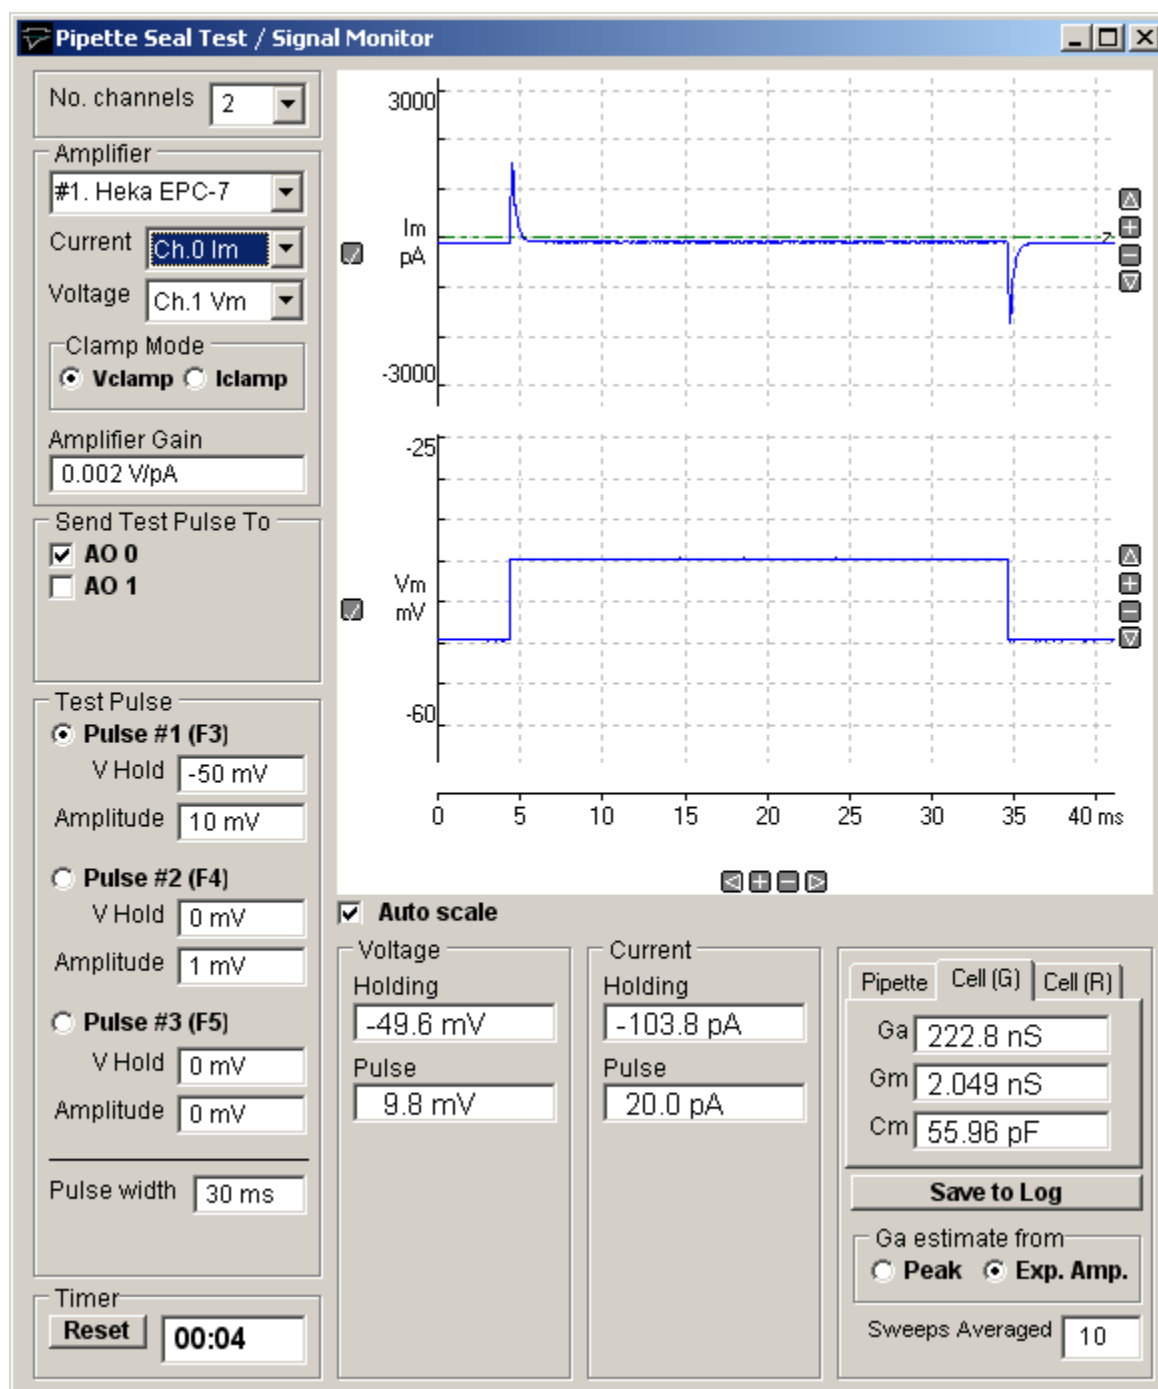 Pipette Seal Test / Signal Monitor
No. channels 2
Amplifier
#1. Heka EPC-7
Current Ch.0 Im
Voltage Ch.1 Vm
Clamp Mode
Vclamp Iclamp
Amplifier Gain
0.002 V/pA
Send Test Pulse To
AO 0
AO 1
Test Pulse
Pulse #1 (F3)
V Hold -50 mV
Amplitude 10 mV
Pulse #2 (F4)
V Hold 0 mV
Amplitude 1 mV
Pulse #3 (F5)
V Hold 0 mV
Amplitude 0 mV
Pulse width 30 ms
Timer
Reset 00:04
3000
Im
pA
-z
-3000
-25
Vm
mV
-60
0 5 10 15 20 25 30 35 40 ms
Auto scale
Voltage
Holding
-49.6 mV
Pulse
9.8 mV
Current
Holding
-103.8 pA
Pulse
20.0 pA
Pipette Cell (G) Cell (R)
Ga 222.8 nS
Gm 2.049 nS
Cm 55.96 pF
Save to Log
Ga estimate from
Peak Exp. Amp.
Sweeps Averaged 10